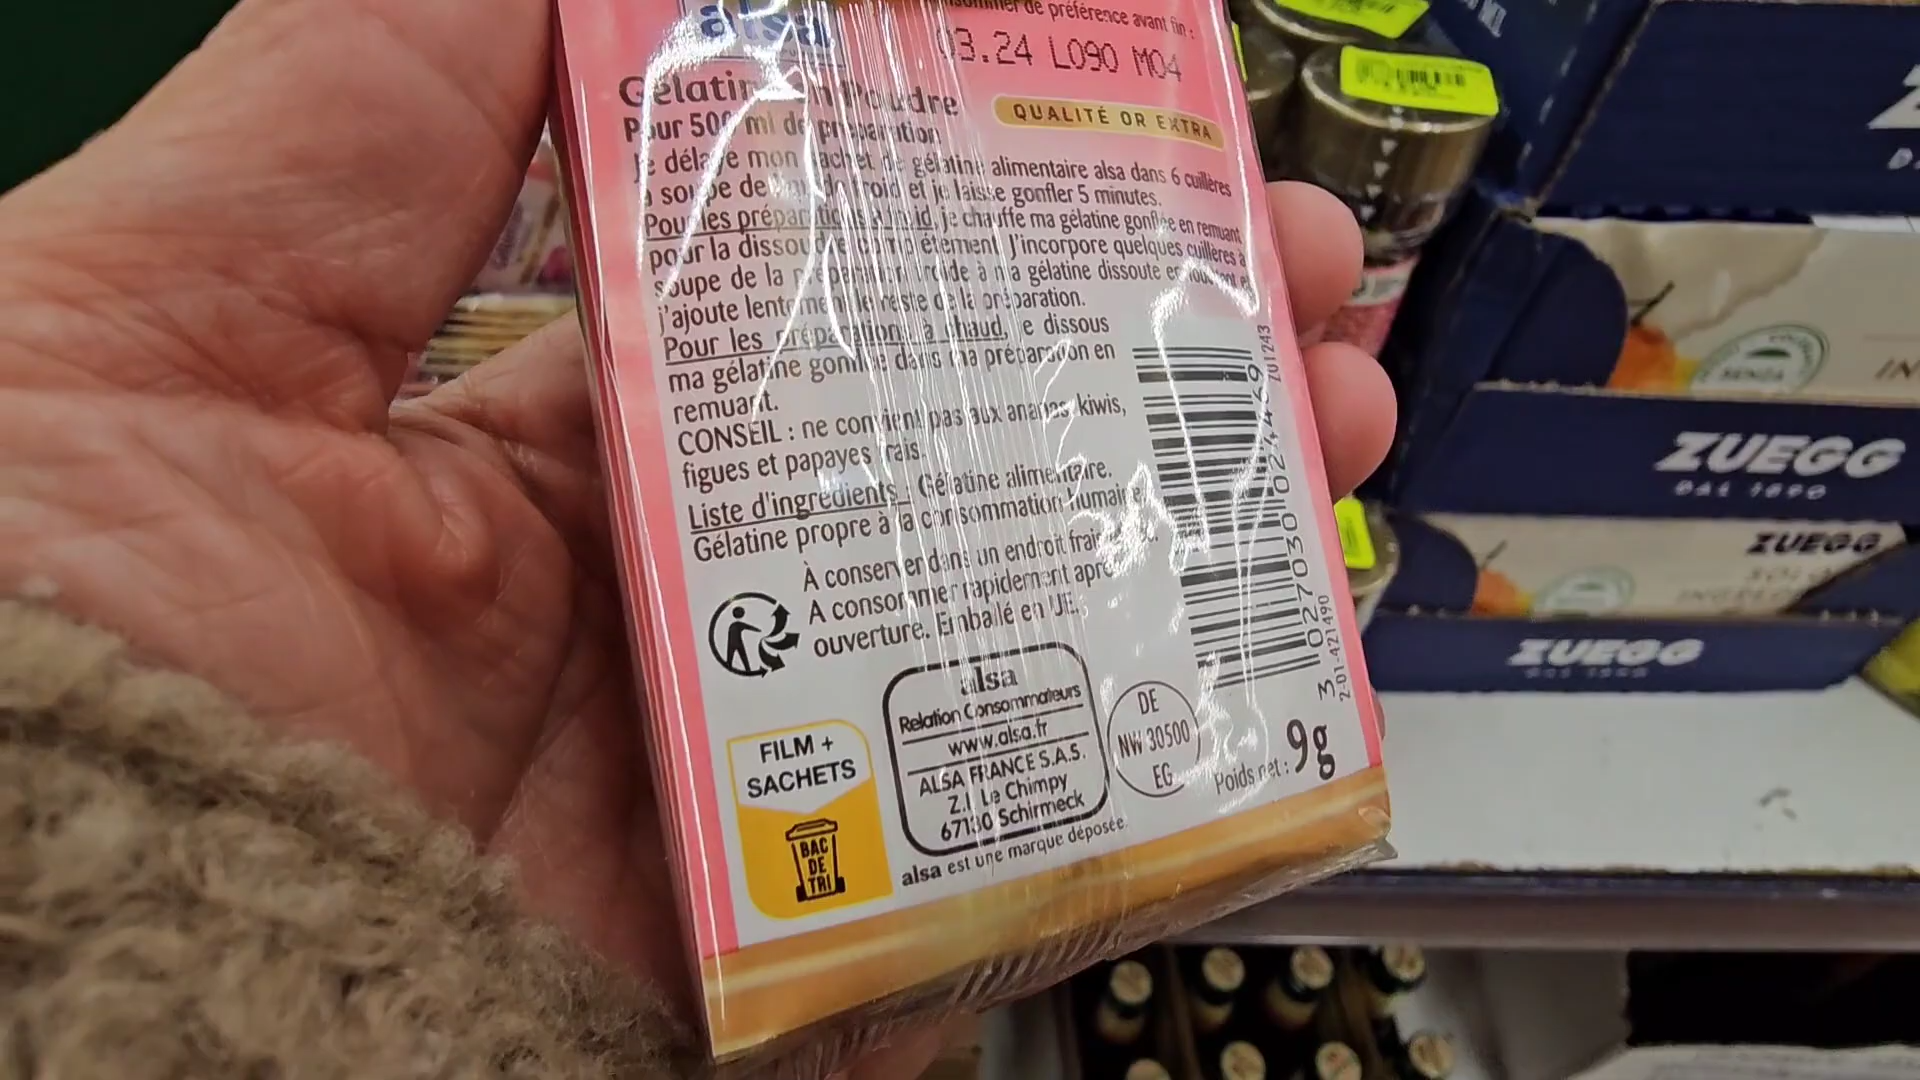 alsa
de préférence avant fin :
3.24 L090 M04
Gélatine en Poudre
QUALITÉ OR EXTRA
Pour 500 ml de préparation
Je délaye mon sachet de gélatine alimentaire alsa dans 6 cuillères
à soupe de froid et je laisse gonfler 5 minutes.
Pour les préparations à froid, je chauffe ma gélatine gonflée en remuant
pour la dissoudre complètement. J'incorpore quelques cuillères à
soupe de la préparation froide à ma gélatine dissoute en
j'ajoute lentement le reste de la préparation.
Pour les préparations à chaud, je dissous
ma gélatine gonflée dans ma préparation en
remuant.
CONSEIL : ne convient pas aux ananas, kiwis,
figues et papayes frais.
Liste d'ingrédients : Gélatine alimentaire.
Gélatine propre à la consommation humaine.
À conserver dans un endroit frais
A consommer rapidement après
ouverture. Emballé en UE.
alsa
Relation Consommateurs
www.alsa.fr
ALSA FRANCE S.A.S.
Z.I. Le Chimpy
67130 Schirmeck
alsa est une marque déposée
FILM +
SACHETS
BAC
DE
TRI
DE
NW 30500
EG
Poids net : 9g
2-01-421490
ZU1243
ZUEGG
DAL 1890
ZUEGG
ZUEGG